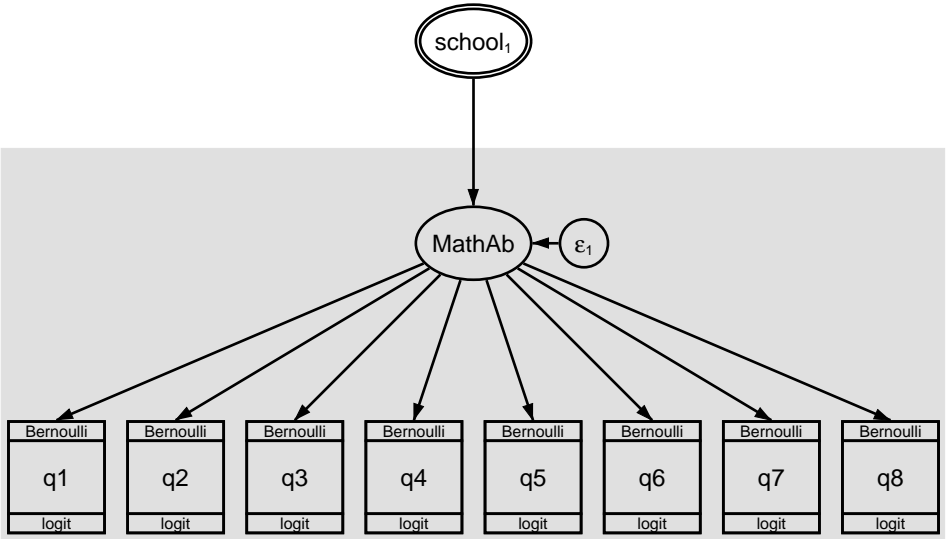 school₁
MathAb
ε₁
Bernoulli Bernoulli Bernoulli Bernoulli Bernoulli Bernoulli Bernoulli Bernoulli
q1 q2 q3 q4 q5 q6 q7 q8
logit logit logit logit logit logit logit logit